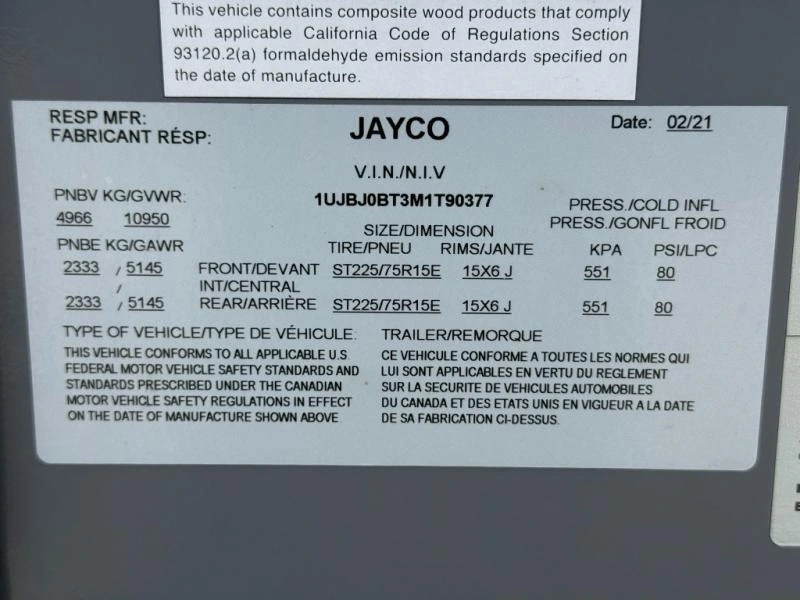 This vehicle contains composite wood products that comply
with applicable California Code of Regulations Section
93120.2(a) formaldehyde emission standards specified on
the date of manufacture.
RESP MFR:
FABRICANT RÉSP:
JAYCO
Date: 02/21
V.I.N./N.I.V
1UJBJ0BT3M1T90377
PNBV KG/GVWR:
4966 10950
PRESS./COLD INFL
PRESS./GONFL FROID
SIZE/DIMENSION
PNBE KG/GAWR TIRE/PNEU RIMS/JANTE KPA PSI/LPC
2333 / 5145 FRONT/DEVANT ST225/75R15E 15X6 J 551 80
/ INT/CENTRAL
2333 / 5145 REAR/ARRIÈRE ST225/75R15E 15X6 J 551 80
TYPE OF VEHICLE/TYPE DE VÉHICULE: TRAILER/REMORQUE
THIS VEHICLE CONFORMS TO ALL APPLICABLE U.S.
FEDERAL MOTOR VEHICLE SAFETY STANDARDS AND
STANDARDS PRESCRIBED UNDER THE CANADIAN
MOTOR VEHICLE SAFETY REGULATIONS IN EFFECT
ON THE DATE OF MANUFACTURE SHOWN ABOVE
CE VEHICULE CONFORME A TOUTES LES NORMES QUI
LUI SONT APPLICABLES EN VERTU DU REGLEMENT
SUR LA SECURITE DE VEHICULES AUTOMOBILES
DU CANADA ET DES ETATS UNIS EN VIGUEUR A LA DATE
DE SA FABRICATION CI-DESSUS.